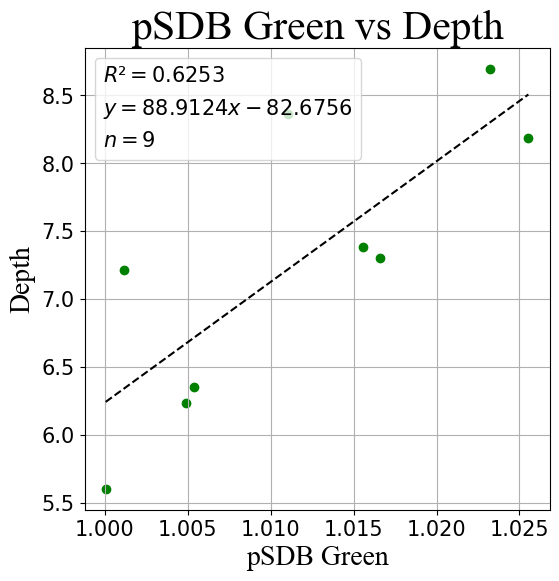 pSDB Green vs Depth
R² = 0.6253
y = 88.9124x − 82.6756
n = 9
Depth
8.5
8.0
7.5
7.0
6.5
6.0
5.5
1.000 1.005 1.010 1.015 1.020 1.025
pSDB Green